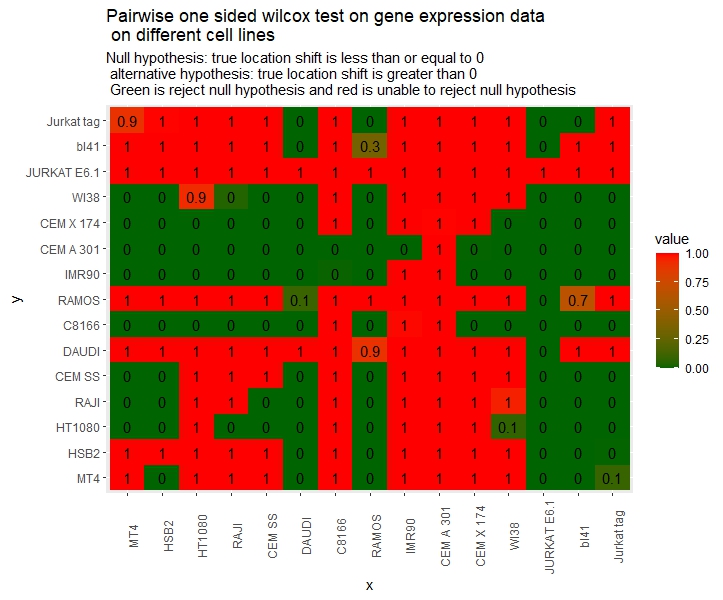 Pairwise one sided wilcox test on gene expression data
on different cell lines
Null hypothesis: true location shift is less than or equal to 0
alternative hypothesis: true location shift is greater than 0
Green is reject null hypothesis and red is unable to reject null hypothesis
Jurkat tag 0.9 1 1 1 1 0 1 0 1 1 1 1 0 0 1
bl41 1 1 1 1 1 0 1 0.3 1 1 1 1 0 1 1
JURKAT E6.1 1 1 1 1 1 1 1 1 1 1 1 1 1 1 1
WI38 0 0 0.9 0 0 0 1 0 1 1 1 1 0 0 0
CEM X 174 0 0 0 0 0 0 1 0 1 1 1 0 0 0 0
CEM A 301 0 0 0 0 0 0 0 0 0 1 0 0 0 0 0
IMR90 0 0 0 0 0 0 0 0 1 1 0 0 0 0 0
RAMOS 1 1 1 1 1 0.1 1 1 1 1 1 1 0 0.7 1
C8166 0 0 0 0 0 0 1 0 1 1 0 0 0 0 0
DAUDI 1 1 1 1 1 1 1 0.9 1 1 1 1 0 1 1
CEM SS 0 0 1 1 1 0 1 0 1 1 1 1 0 0 0
RAJI 0 0 1 1 0 0 1 0 1 1 1 1 0 0 0
HT1080 0 0 1 0 0 0 1 0 1 1 1 0.1 0 0 0
HSB2 1 1 1 1 1 0 1 0 1 1 1 1 0 0 0
MT4 1 0 1 1 1 0 1 0 1 1 1 1 0 0 0.1
y
MT4
HSB2
HT1080
RAJI
CEM SS
DAUDI
C8166
RAMOS
IMR90
CEM A 301
CEM X 174
WI38
JURKAT E6.1
bl41
Jurkat tag
x
value
1.00
0.75
0.50
0.25
0.00